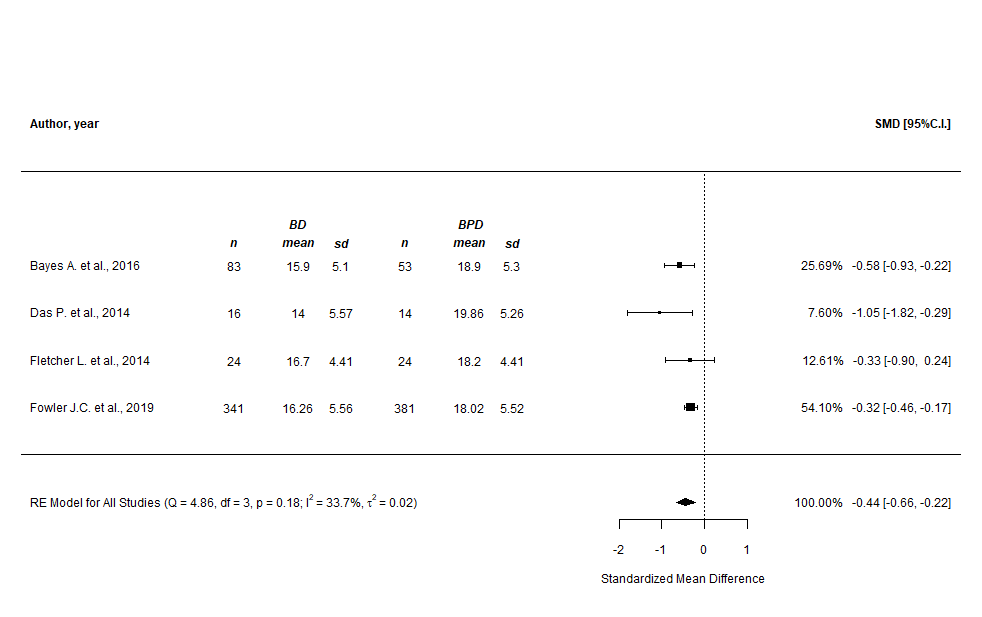 Author, year SMD [95%C.I.]
BD BPD
n mean sd n mean sd
Bayes A. et al., 2016 83 15.9 5.1 53 18.9 5.3 25.69% -0.58 [-0.93, -0.22]
Das P. et al., 2014 16 14 5.57 14 19.86 5.26 7.60% -1.05 [-1.82, -0.29]
Fletcher L. et al., 2014 24 16.7 4.41 24 18.2 4.41 12.61% -0.33 [-0.90, 0.24]
Fowler J.C. et al., 2019 341 16.26 5.56 381 18.02 5.52 54.10% -0.32 [-0.46, -0.17]
RE Model for All Studies (Q = 4.86, df = 3, p = 0.18; I² = 33.7%, τ² = 0.02) 100.00% -0.44 [-0.66, -0.22]
-2 -1 0 1
Standardized Mean Difference